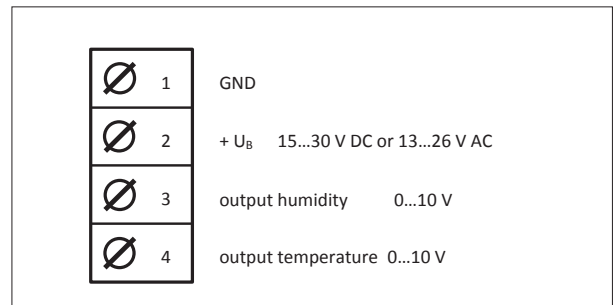 1 GND
2 + UB 15...30 V DC or 13...26 V AC
3 output humidity 0...10 V
4 output temperature 0...10 V